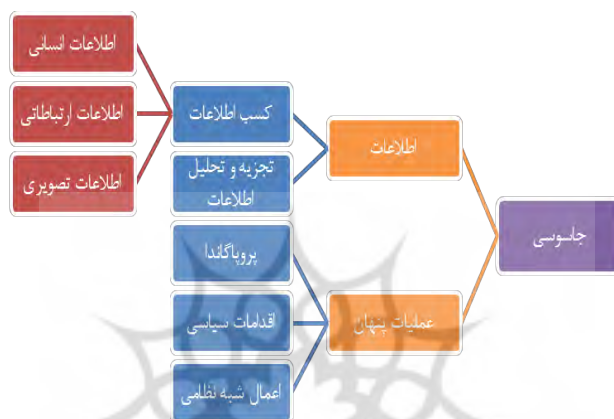 جاسوسی
اطلاعات
عملیات پنهان
کسب اطلاعات
تجزیه و تحلیل
اطلاعات
پروپاگاندا
اقدامات سیاسی
اعمال شبه نظامی
اطلاعات انسانی
اطلاعات ارتباطاتی
اطلاعات تصویری